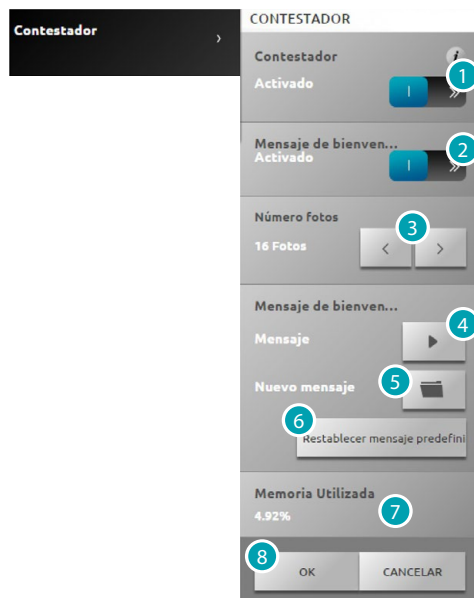 Contestador
CONTESTADOR
Contestador
i
1
Activado
Mensaje de bienven...
2
Activado
Número fotos
3
16 Fotos
Mensaje de bienven...
4
Mensaje
Nuevo mensaje
5
6
Restablecer mensaje predefini
Memoria Utilizada
7
4.92%
8
OK
CANCELAR